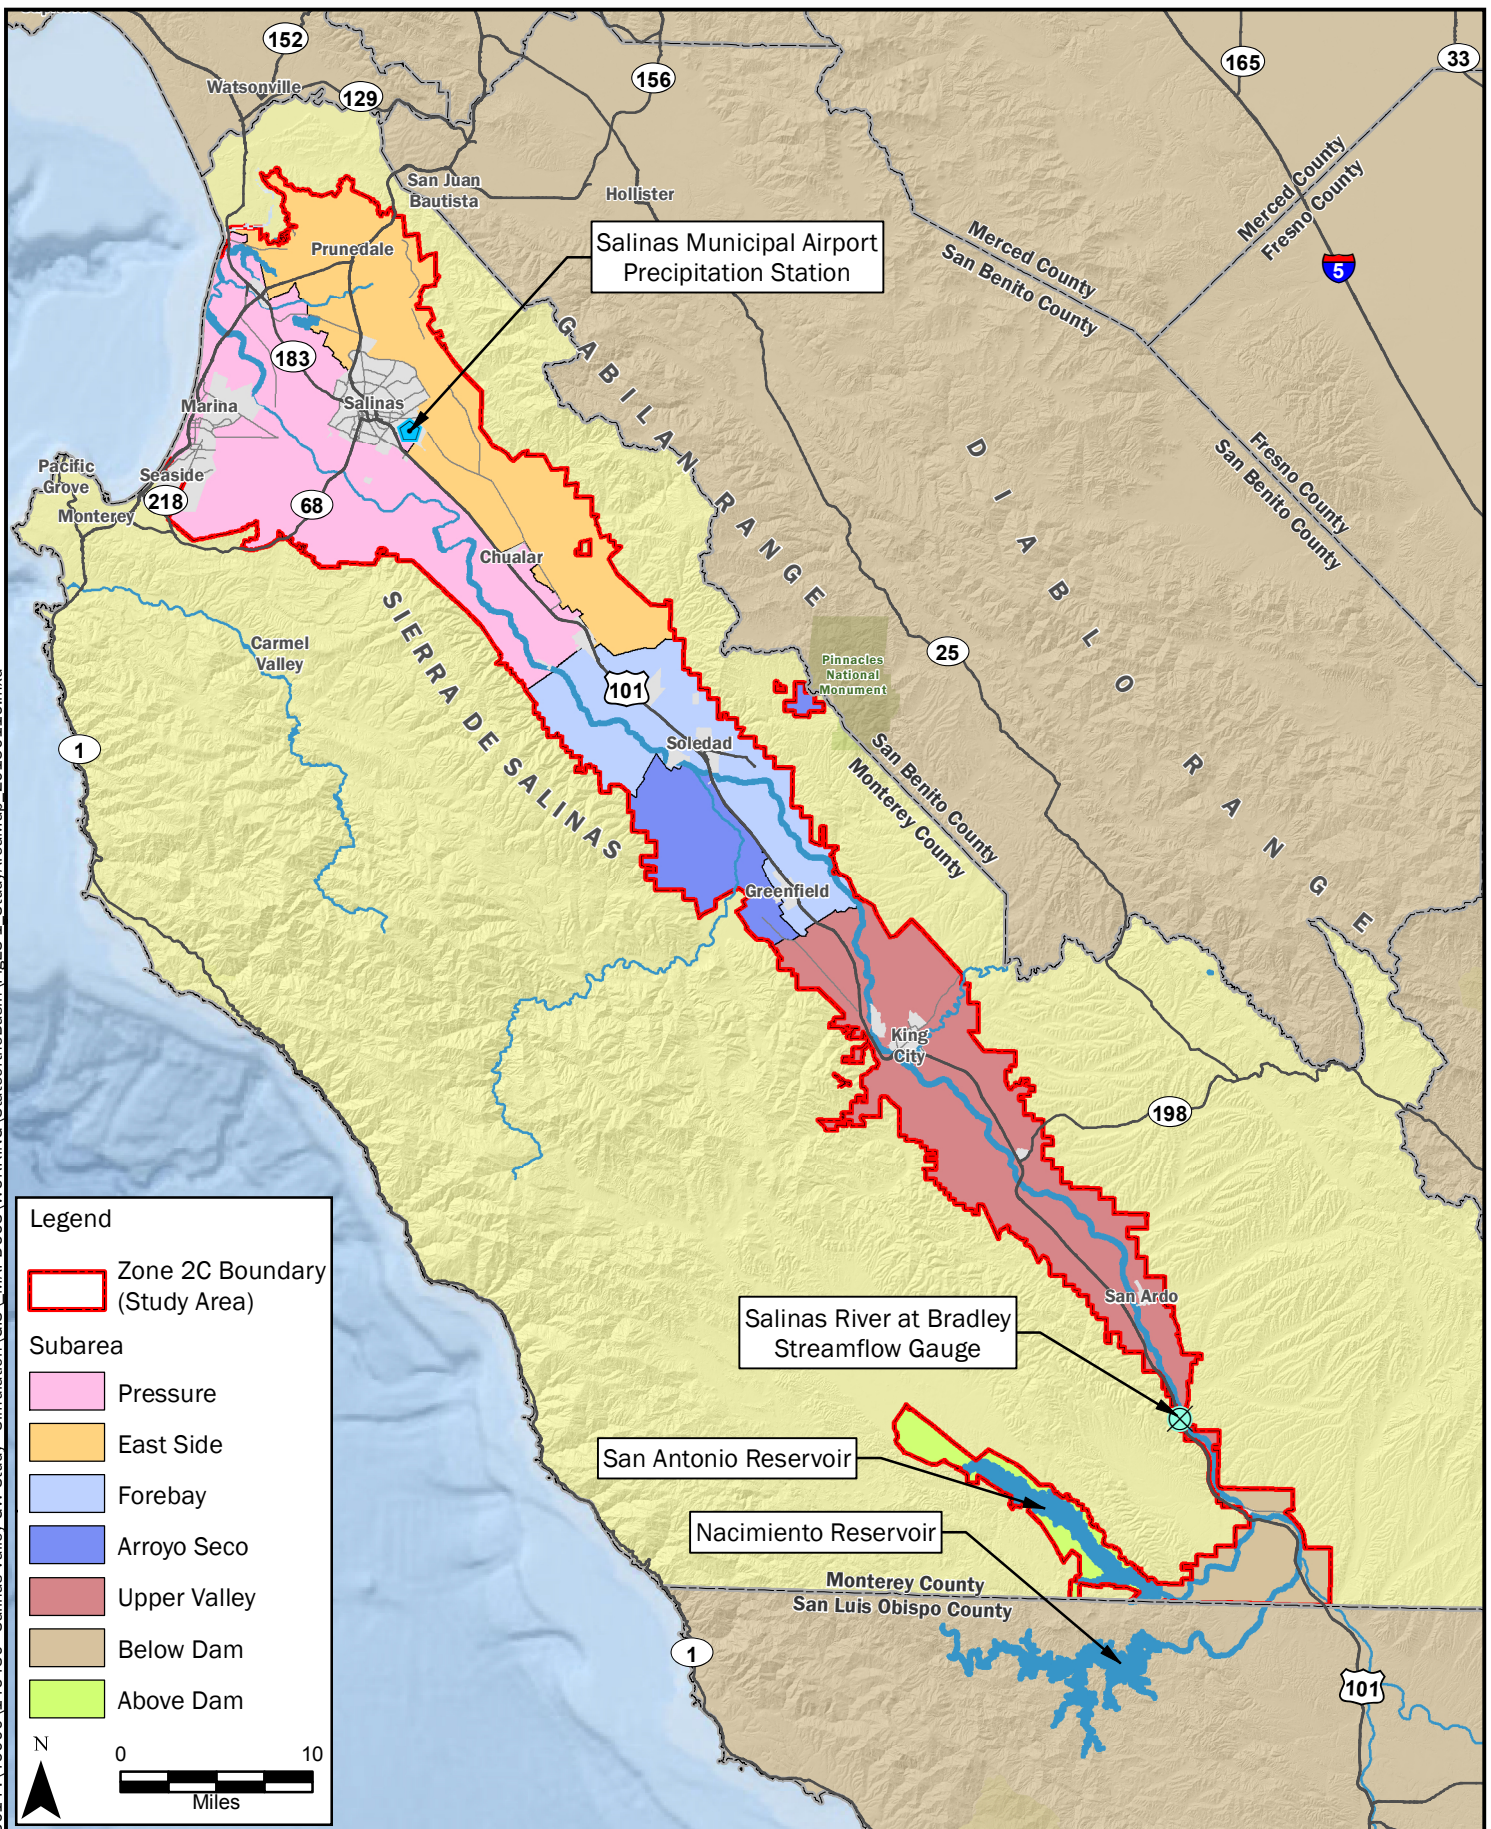 152
Watsonville
129
156
165
33
San Juan
Bautista
Hollister
Merced County
Fresno County
Salinas Municipal Airport
Precipitation Station
Prunedale
Merced County
San Benito County
5
GABILAN RANGE
183
Marina
Salinas
DIABLO RANGE
Fresno County
San Benito County
Pacific
Grove
Seaside
218
68
Monterey
Chualar
SIERRA DE SALINAS
Carmel
Valley
25
Pinnacles
National
Monument
101
1
Soledad
San Benito County
Monterey County
Greenfield
King
City
198
San Ardo
Salinas River at Bradley
Streamflow Gauge
San Antonio Reservoir
Nacimiento Reservoir
Monterey County
San Luis Obispo County
1
101
Legend
Zone 2C Boundary
(Study Area)
Subarea
Pressure
East Side
Forebay
Arroyo Seco
Upper Valley
Below Dam
Above Dam
N
0 10
Miles